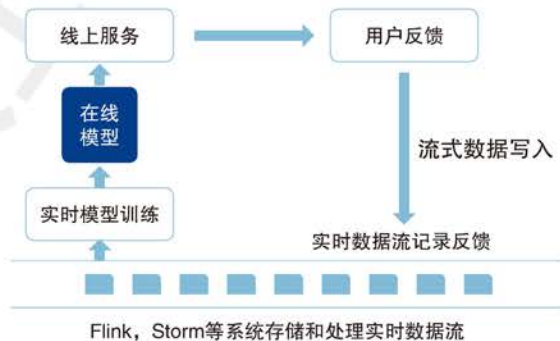 线上服务
用户反馈
在线
模型
流式数据写入
实时模型训练
实时数据流记录反馈
Flink，Storm等系统存储和处理实时数据流